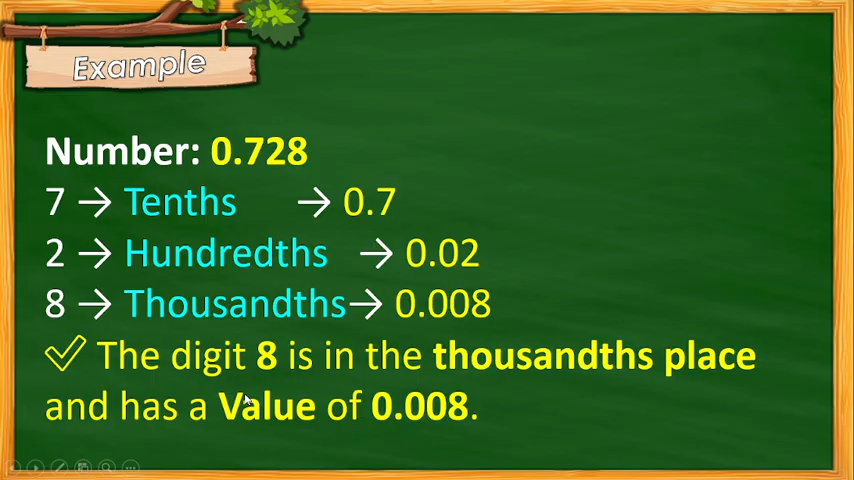 Example
Number: 0.728
7 → Tenths → 0.7
2 → Hundredths → 0.02
8 → Thousandths→ 0.008
✓ The digit 8 is in the thousandths place
and has a Value of 0.008.